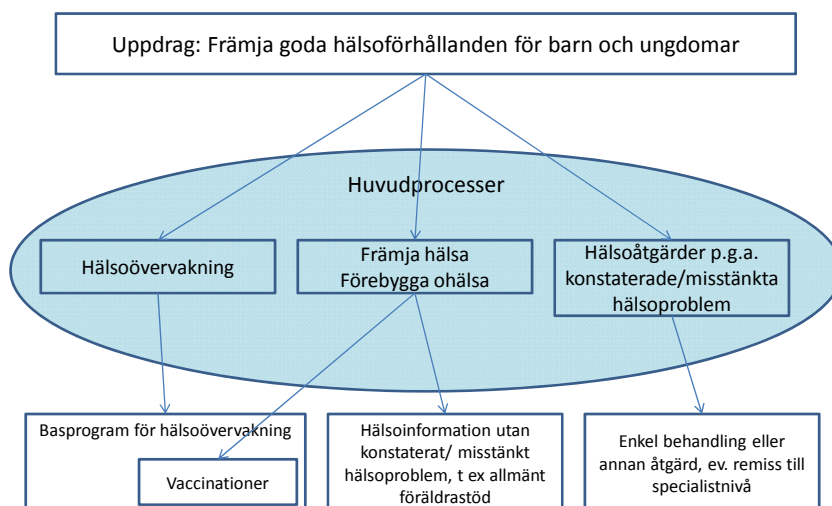 Uppdrag: Främja goda hälsoförhållanden för barn och ungdomar
Huvudprocesser
Hälsoövervakning
Främja hälsa
Förebygga ohälsa
Hälsoåtgärder p.g.a.
konstaterade/misstänkta
hälsoproblem
Basprogram för hälsoövervakning
Vaccinationer
Hälsoinformation utan
konstaterat/ misstänkt
hälsoproblem, t ex allmänt
föräldrastöd
Enkel behandling eller
annan åtgärd, ev. remiss till
specialistnivå